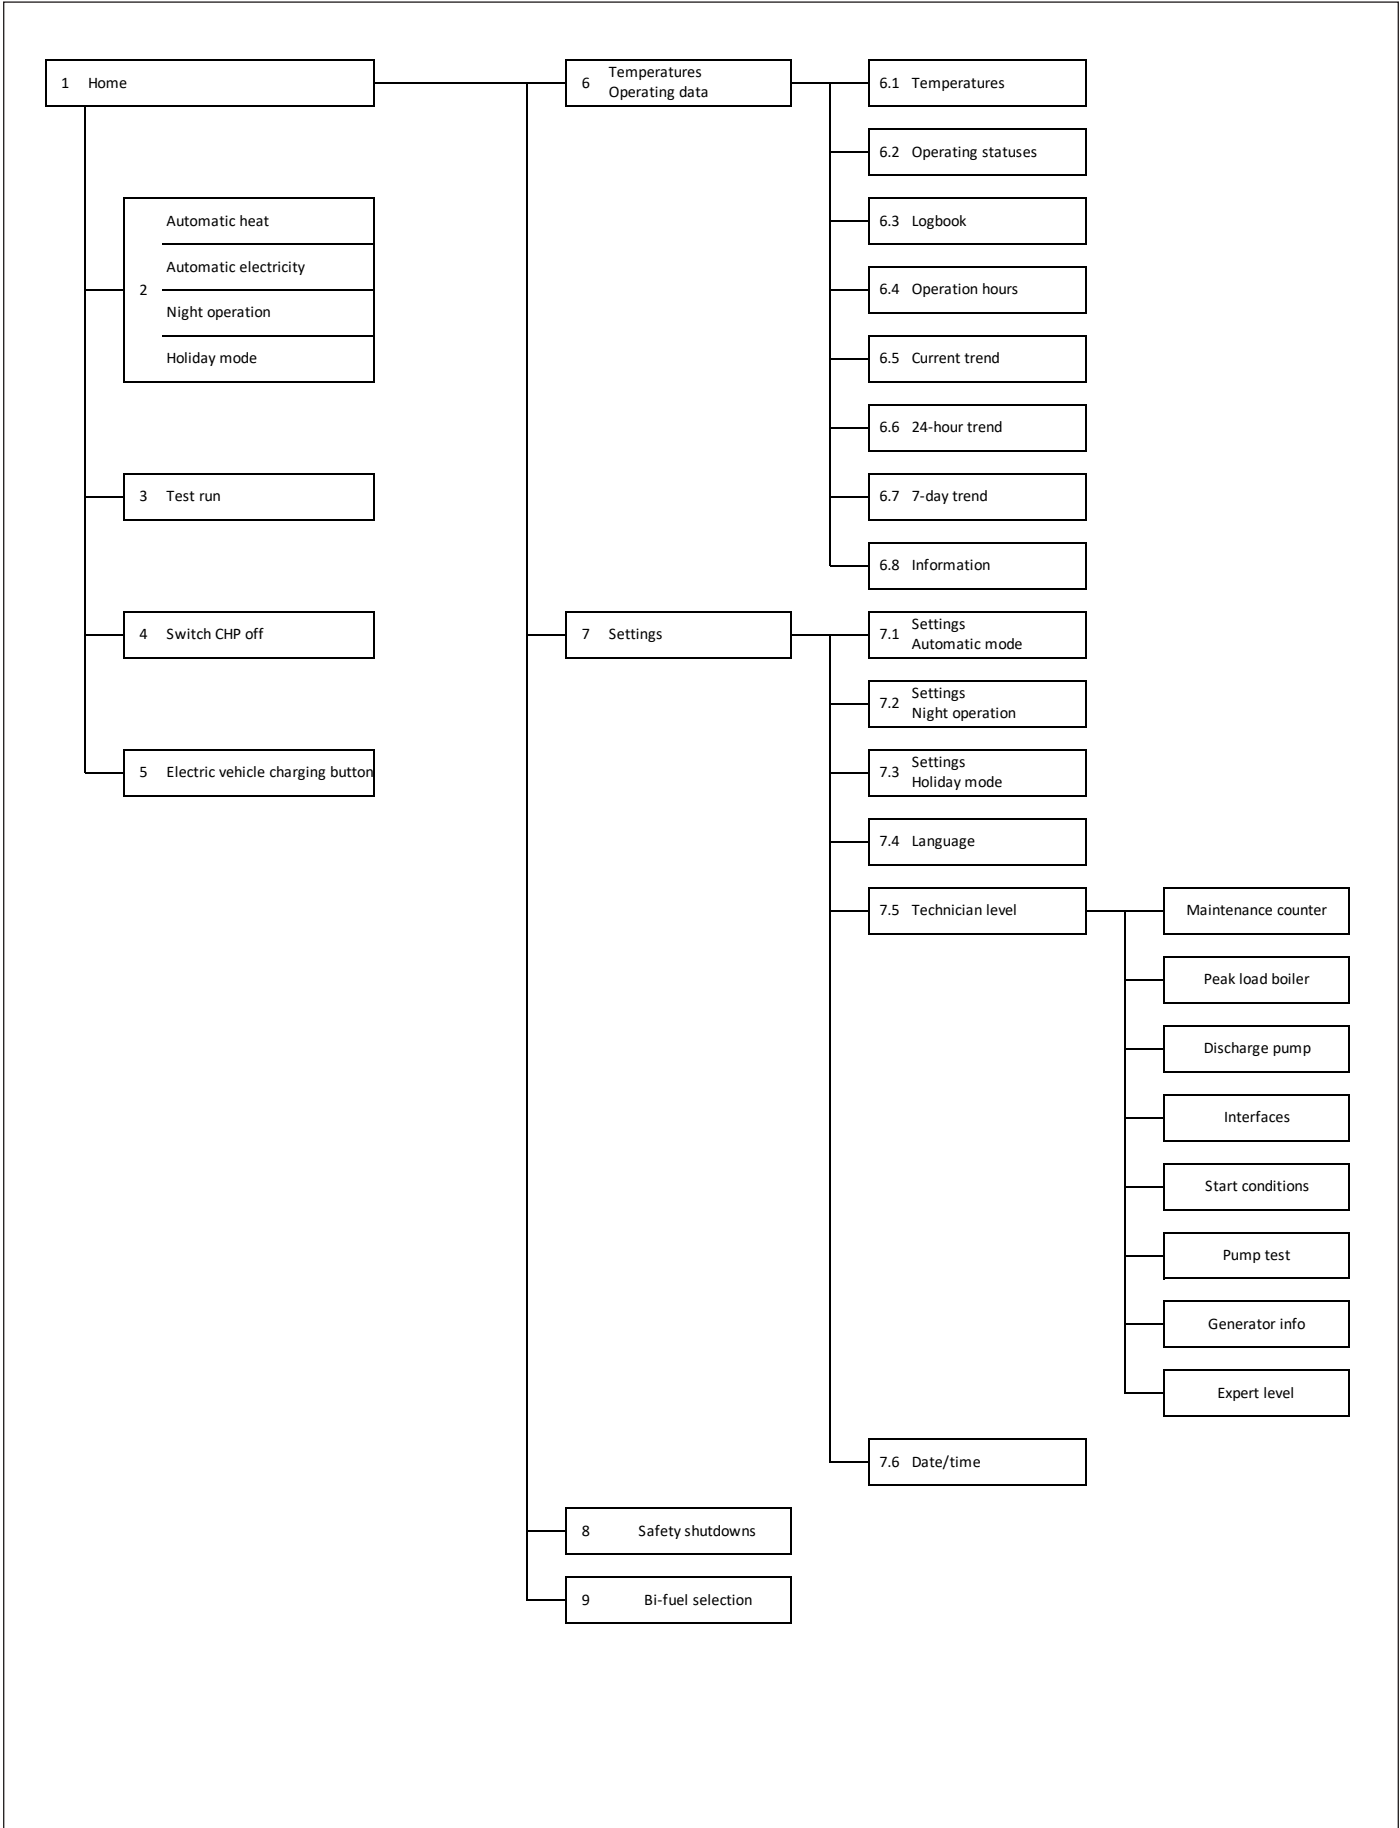 1 Home
2
Automatic heat
Automatic electricity
Night operation
Holiday mode
3 Test run
4 Switch CHP off
5 Electric vehicle charging button
6 Temperatures
Operating data
6.1 Temperatures
6.2 Operating statuses
6.3 Logbook
6.4 Operation hours
6.5 Current trend
6.6 24-hour trend
6.7 7-day trend
6.8 Information
7 Settings
7.1 Settings
Automatic mode
7.2 Settings
Night operation
7.3 Settings
Holiday mode
7.4 Language
7.5 Technician level
Maintenance counter
Peak load boiler
Discharge pump
Interfaces
Start conditions
Pump test
Generator info
Expert level
7.6 Date/time
8 Safety shutdowns
9 Bi-fuel selection